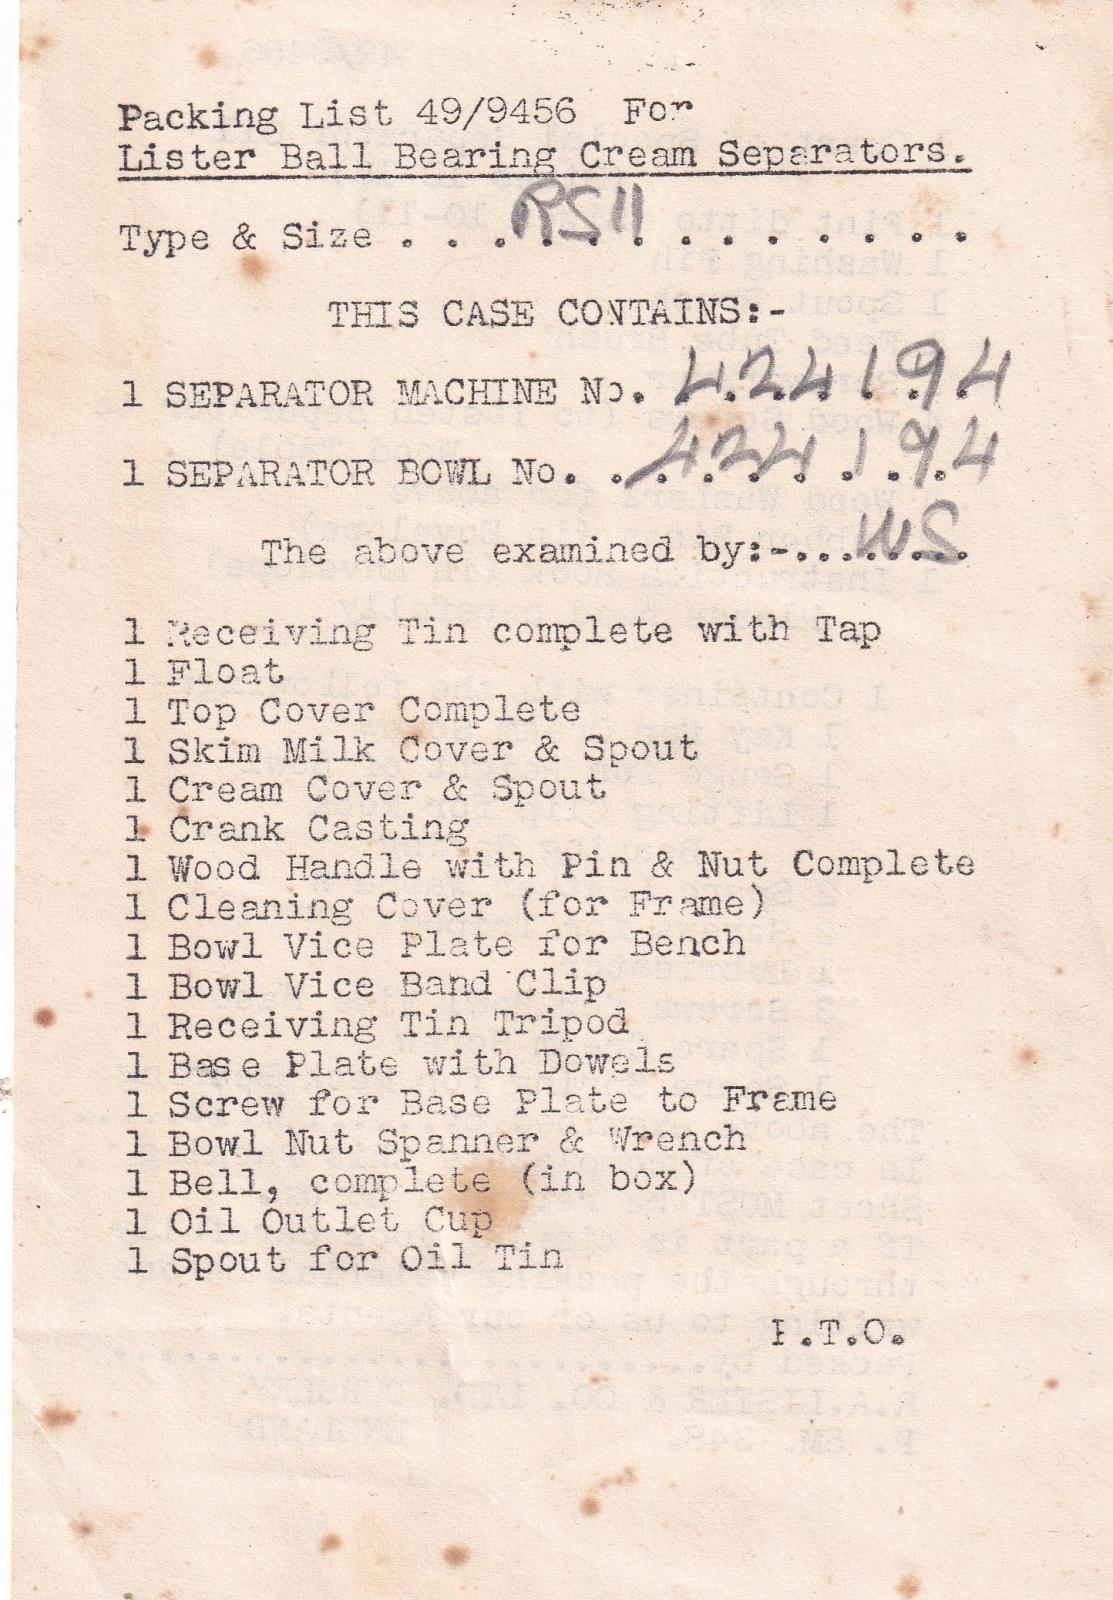 Packing List 49/9456 For
Lister Ball Bearing Cream Separators.
Type & Size . . . RS11 . . . . . . . .
THIS CASE CONTAINS:-
1 SEPARATOR MACHINE No. 424194
1 SEPARATOR BOWL No. . 424194
The above examined by:-... WS
1 Receiving Tin complete with Tap
1 Float
1 Top Cover Complete
1 Skim Milk Cover & Spout
1 Cream Cover & Spout
1 Crank Casting
1 Wood Handle with Pin & Nut Complete
1 Cleaning Cover (for Frame)
1 Bowl Vice Plate for Bench
1 Bowl Vice Band Clip
1 Receiving Tin Tripod
1 Base Plate with Dowels
1 Screw for Base Plate to Frame
1 Bowl Nut Spanner & Wrench
1 Bell, complete (in box)
1 Oil Outlet Cup
1 Spout for Oil Tin
P.T.O.